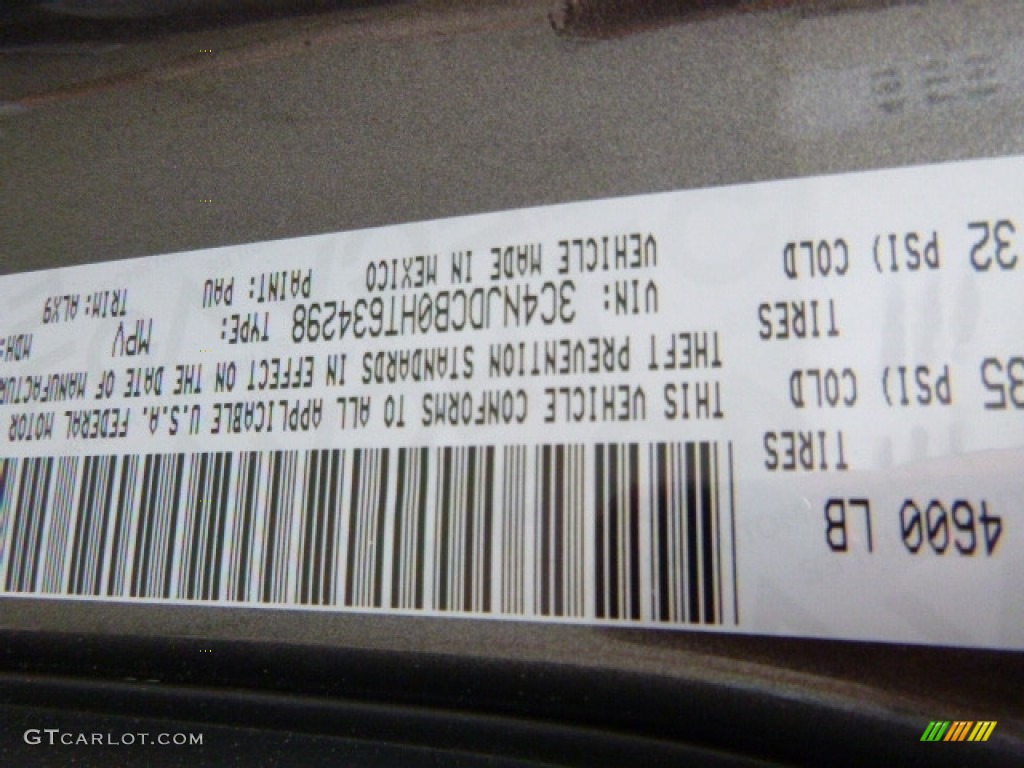 4600 LB
TIRES
35 PSI) COLD
TIRES
32 PSI) COLD
THIS VEHICLE CONFORMS TO ALL APPLICABLE U.S.A. FEDERAL MOTOR
THEFT PREVENTION STANDARDS IN EFFECT ON THE DATE OF MANUFACTUR
VIN: 3C4NJDCB0HT634298 TYPE: MPV MDH:
VEHICLE MADE IN MEXICO PAINT: PAU TRIM: ALX9
GTCARLOT.COM